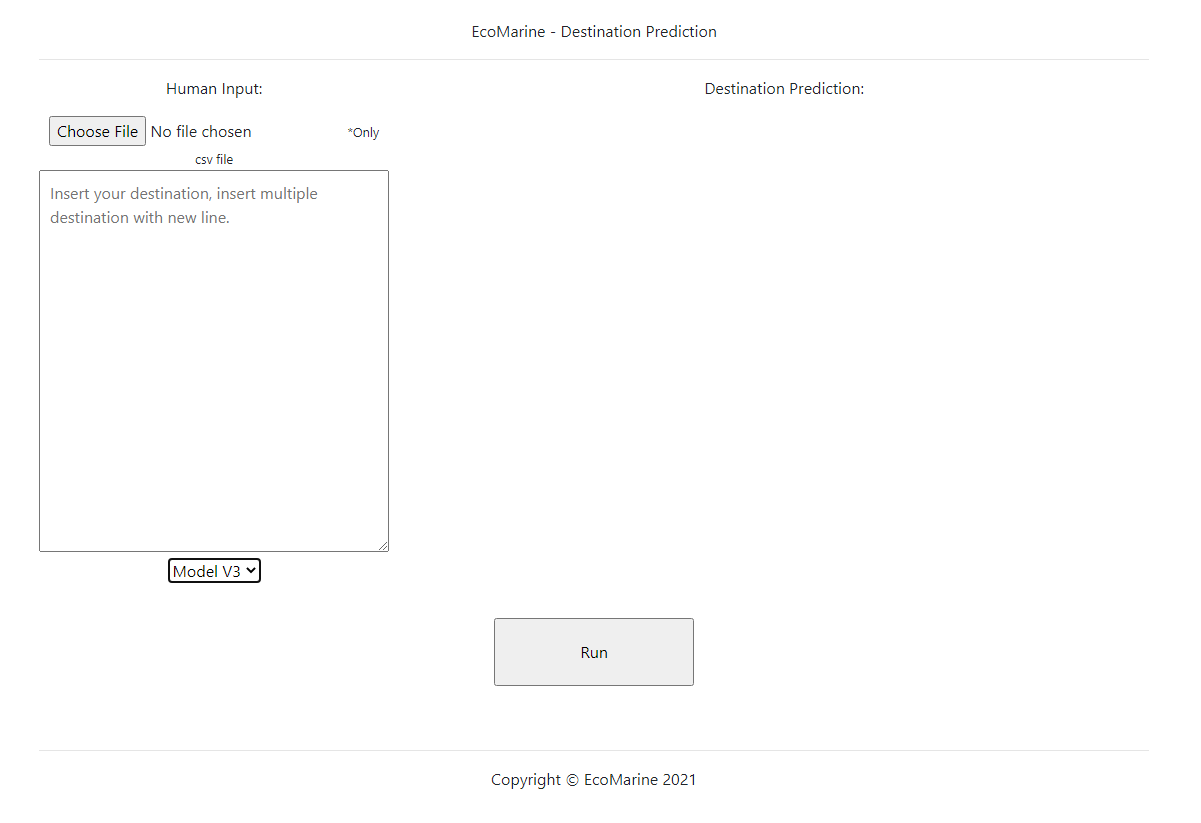 EcoMarine - Destination Prediction
Human Input:
Destination Prediction:
Choose File No file chosen *Only
csv file
Insert your destination, insert multiple
destination with new line.
Model V3
Run
Copyright © EcoMarine 2021